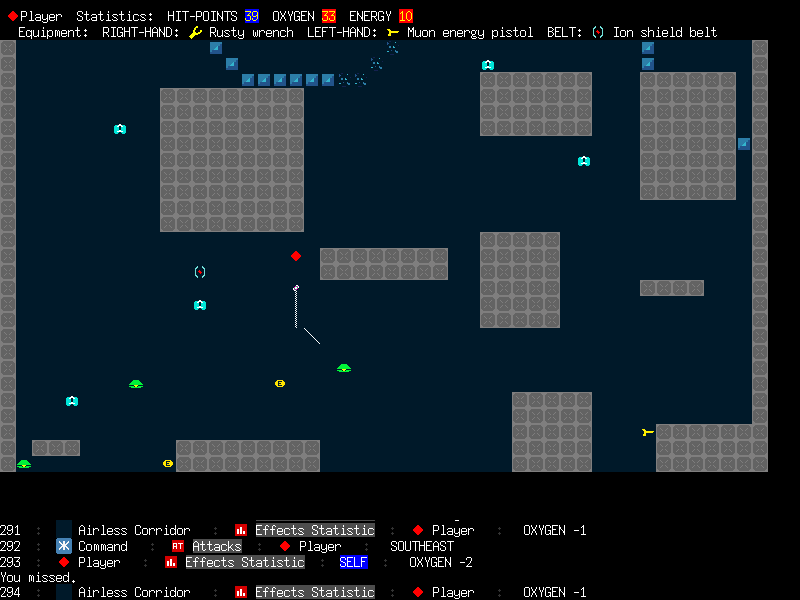 Player Statistics: HIT-POINTS 39 OXYGEN 33 ENERGY 10
Equipment: RIGHT-HAND: Rusty wrench LEFT-HAND: Muon energy pistol BELT: Ion shield belt
E
E
291 : Airless Corridor : Effects Statistic : Player : OXYGEN -1
292 : Command : AT Attacks : Player : SOUTHEAST
293 : Player : Effects Statistic : SELF : OXYGEN -2
You missed.
294 : Airless Corridor : Effects Statistic : Player : OXYGEN -1